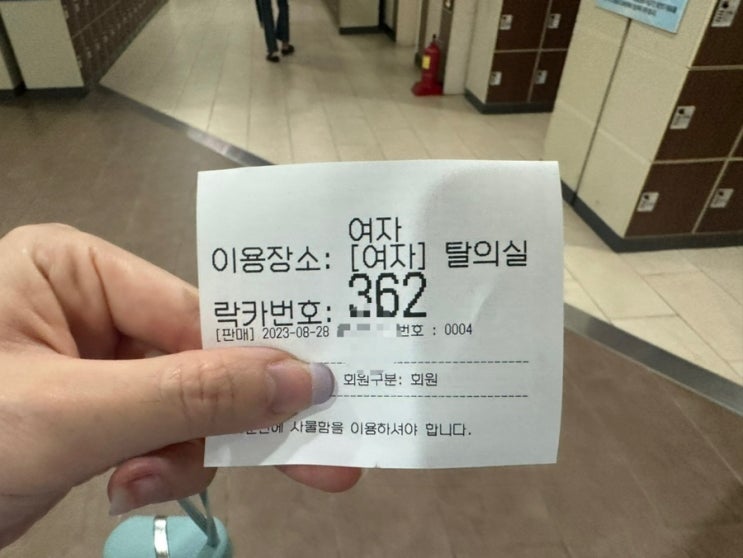 여자
이용장소: [여자] 탈의실
락카번호: 362
[판매] 2023-08-28 번호 : 0004
회원구분: 회원
사물함을 이용하셔야 합니다.